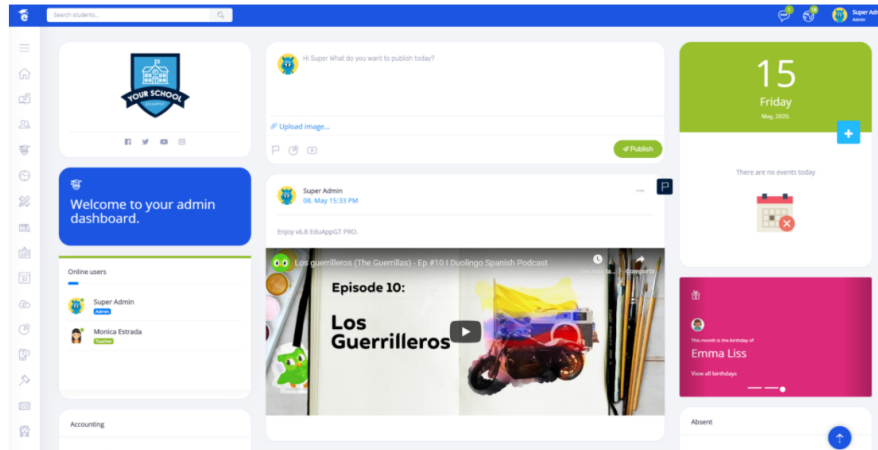 Search students...
Super Adm
Admin
YOUR SCHOOL
Welcome to your admin
dashboard.
Online users
Super Admin
Admin
Monica Estrada
Teacher
Accounting
Hi Super What do you want to publish today?
Upload image...
Publish
Super Admin
08, May 15:33 PM
Enjoy v6.8 EduAppGT PRO.
Los guerrilleros (The Guerrillas) - Ep #10 I Duolingo Spanish Podcast
Compartir
Episode 10:
Los
Guerrilleros
15
Friday
May, 2020.
+
There are no events today
This month is the birthday of
Emma Liss
View all birthdays
Absent